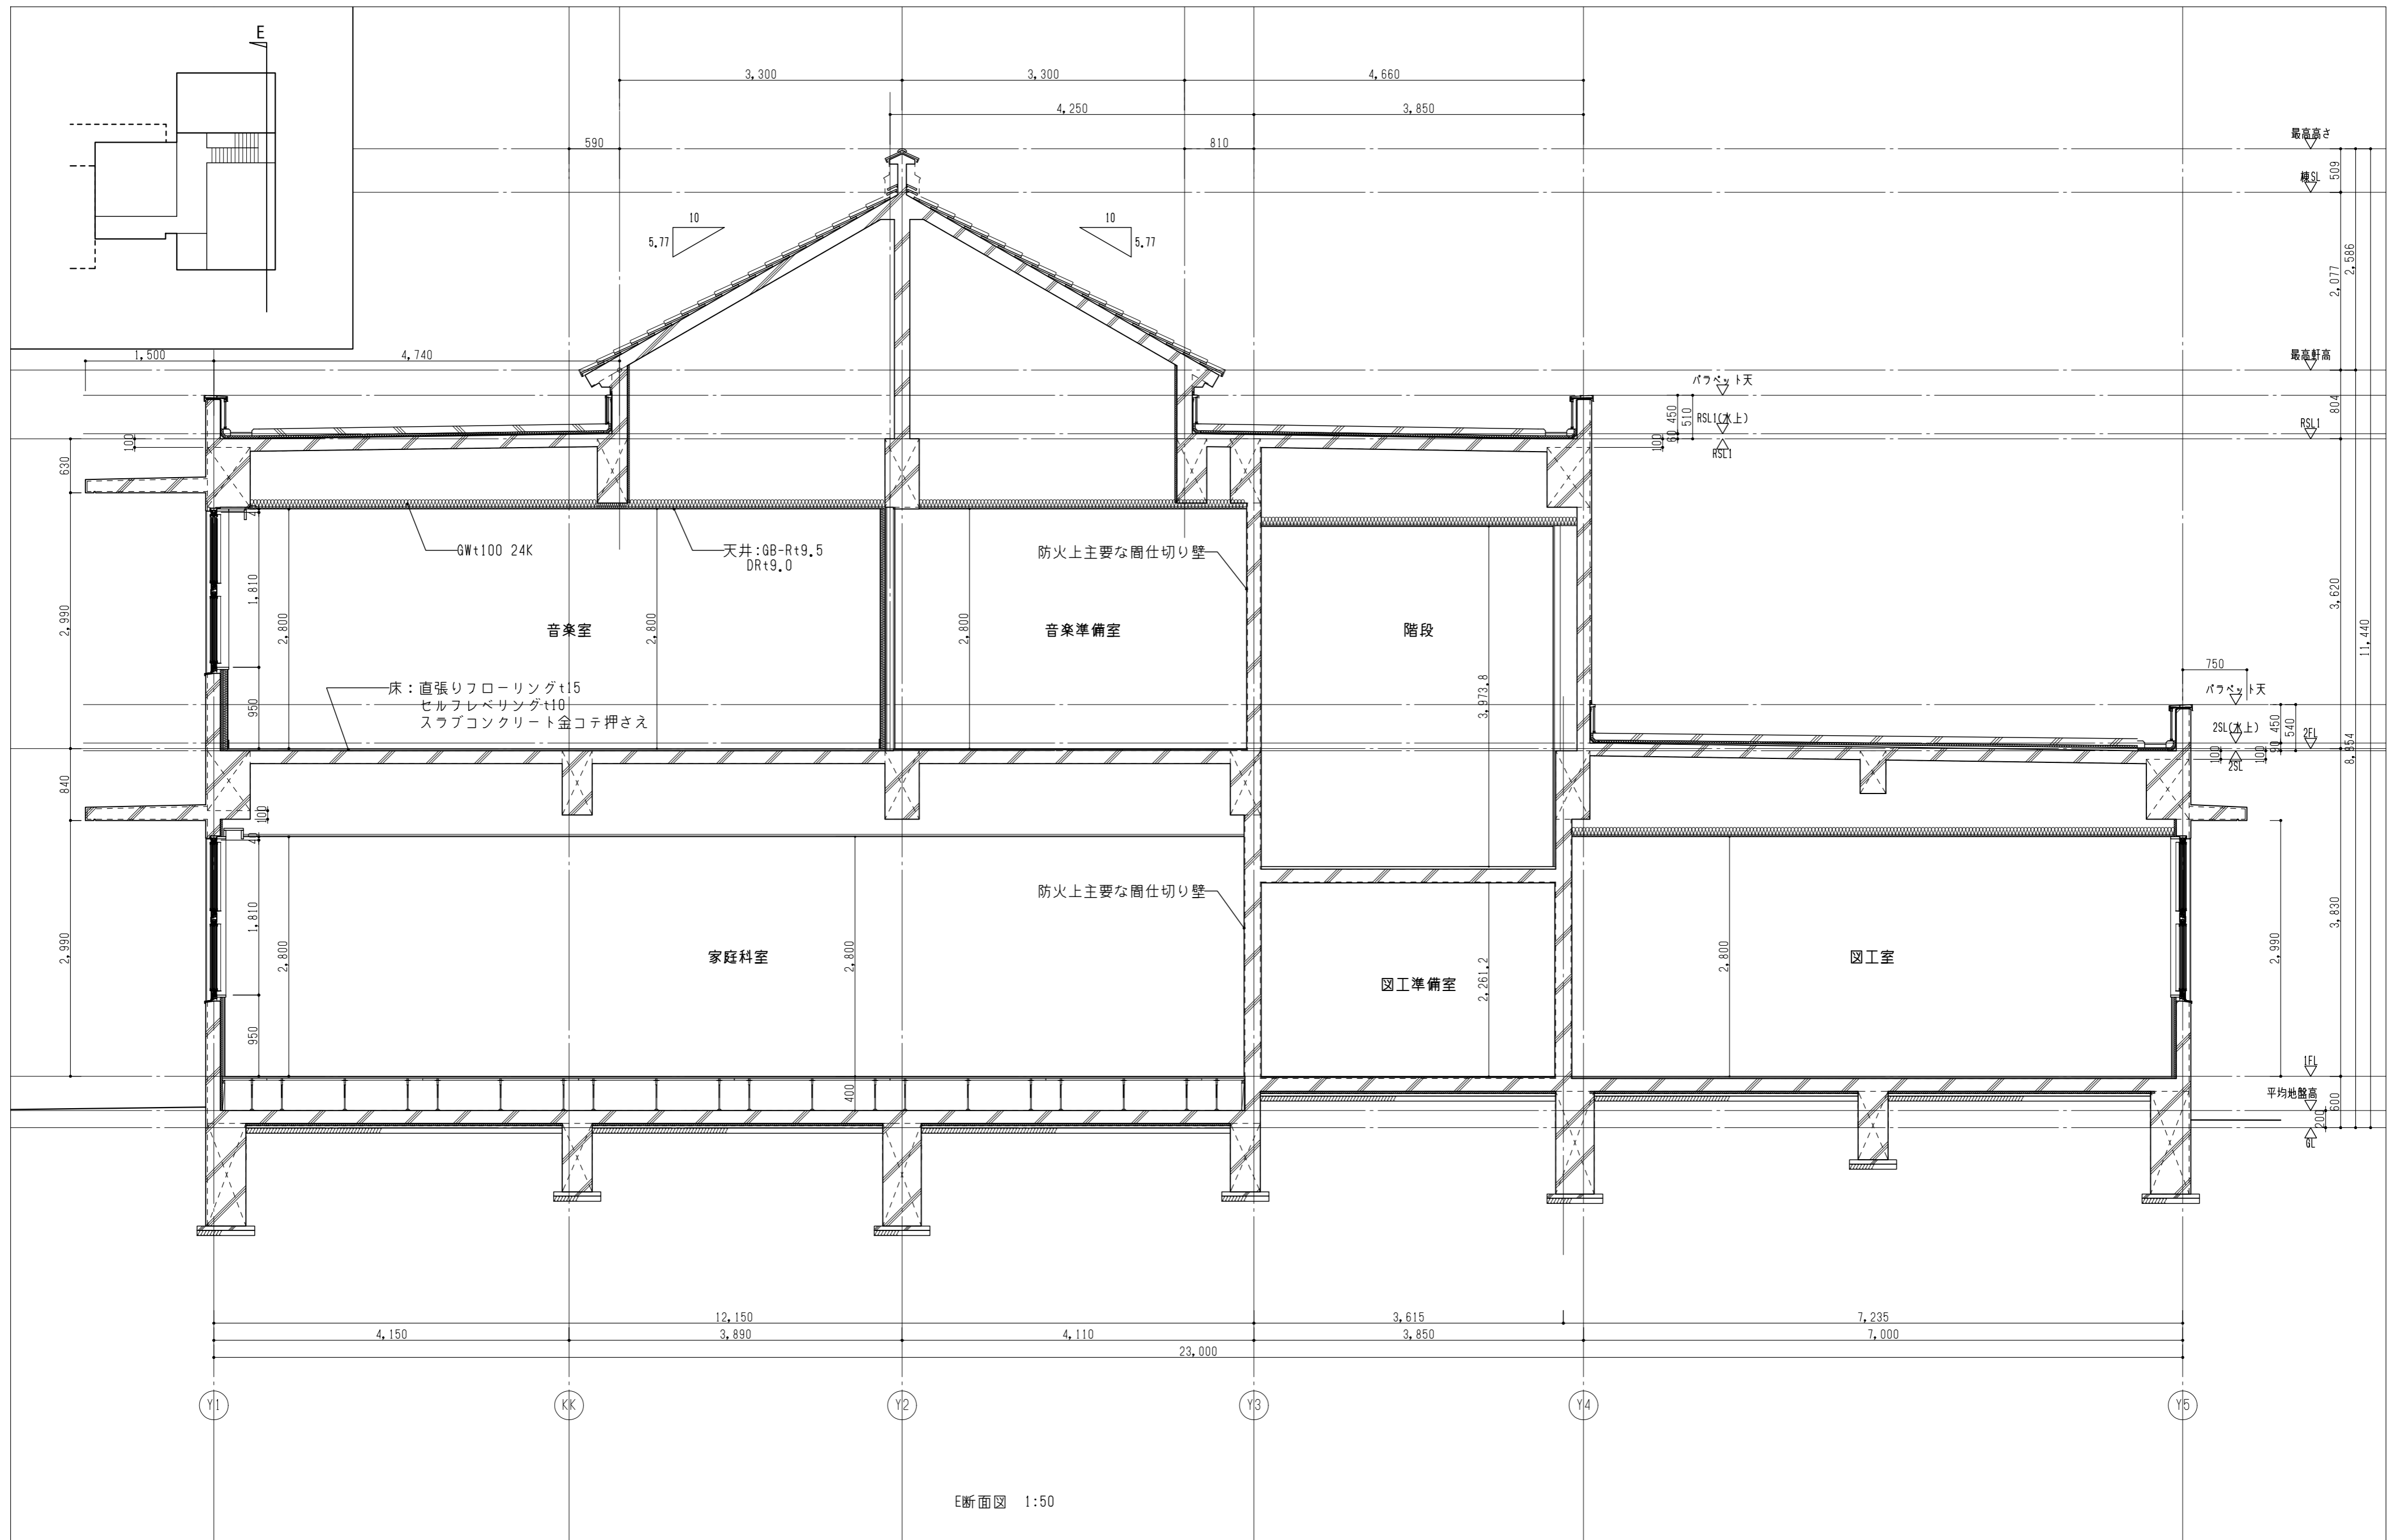 E
3,300
3,300
4,660
4,250
3,850
590
810
最高高さ
509
棟SL
10
5.77
10
5.77
2,077
2,586
1,500
4,740
最高軒高
パラペット天
804
450
510
RSL1(水上)
60
100
RSL1
RSL1
100
630
GWt100 24K
天井:GB-Rt9.5
DRt9.0
防火上主要な間仕切り壁
40
1,810
2,800
2,800
2,800
2,990
音楽室
音楽準備室
階段
3,620
11,440
750
3,973.8
床：直張りフローリングt15
セルフレベリングt10
スラブコンクリート金コテ押さえ
950
パラペット天
450
540
2SL(水上)
2FL
90
100
100
2SL
8,854
840
100
40
防火上主要な間仕切り壁
1,810
2,800
2,800
2,800
2,990
家庭科室
図工準備室
2,261.2
図工室
2,990
3,830
950
400
1FL
平均地盤高
600
200
GL
12,150
3,615
7,235
4,150
3,890
4,110
3,850
7,000
23,000
Y1
KK
Y2
Y3
Y4
Y5
E断面図 1:50